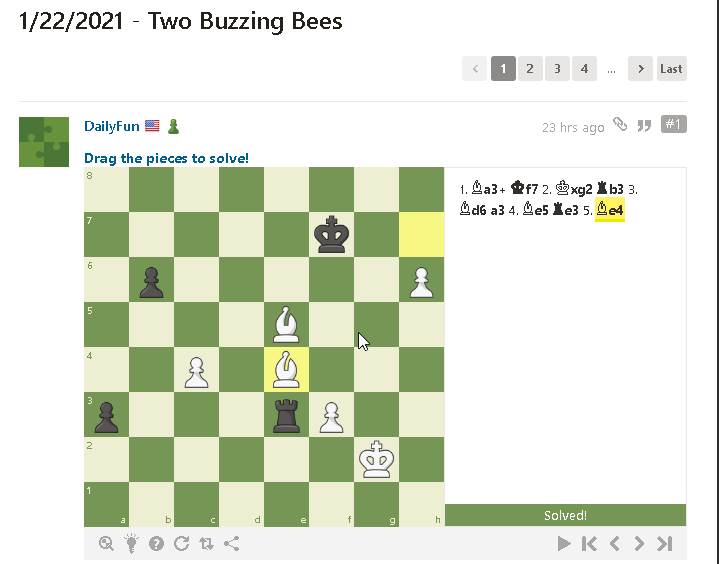 1/22/2021 - Two Buzzing Bees
< 1 2 3 4 ... > Last
DailyFun 23 hrs ago #1
Drag the pieces to solve!
8
7
6
5
4
3
2
1
a b c d e f g h
1. ♗a3+ ♚f7 2. ♔xg2 ♜b3 3.
♗d6 a3 4. ♗e5 ♜e3 5. ♗e4
Solved!